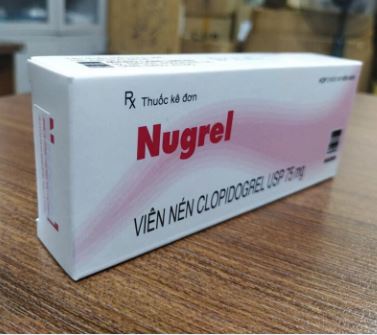 Rx Thuốc kê đơn
Nugrel
VIÊN NÉN CLOPIDOGREL USP 75 mg